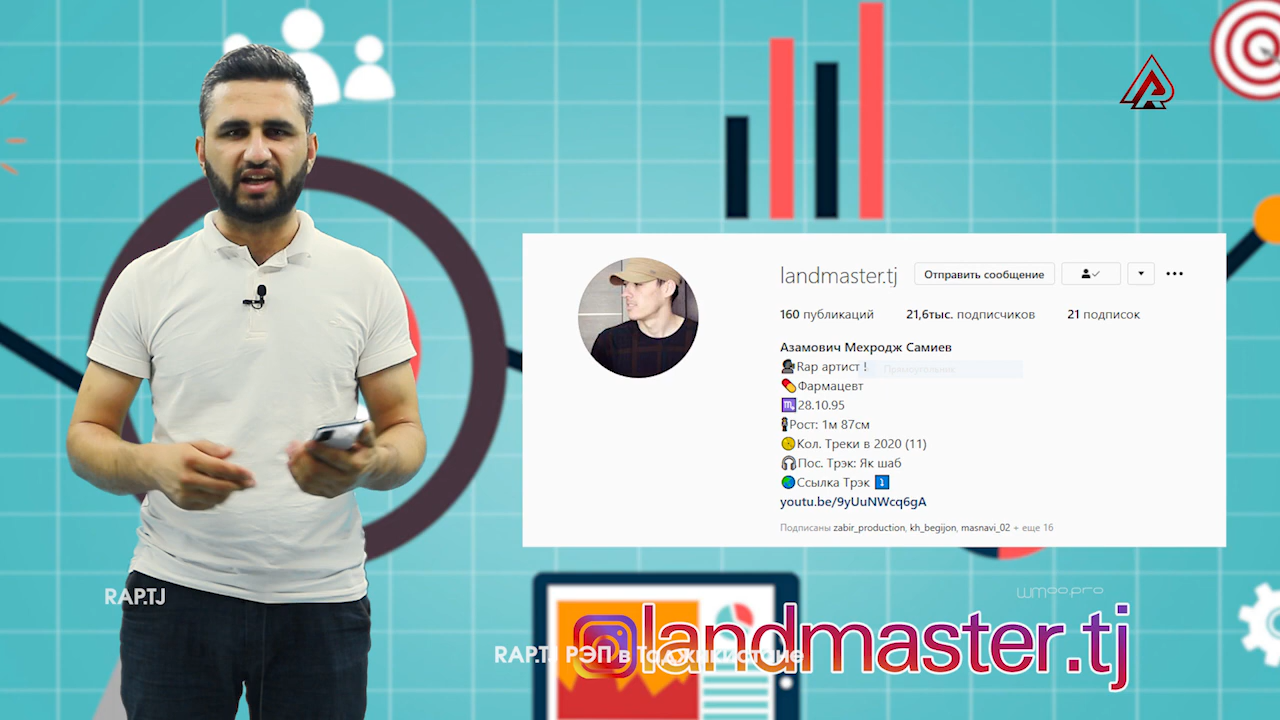 landmaster.tj
Отправить сообщение
160 публикаций 21,6тыс. подписчиков 21 подписок
Азамович Мехродж Самиев
Rap артист !
Прямоугольник
Фармацевт
28.10.95
Рост: 1м 87см
Кол. Треки в 2020 (11)
Пос. Трэк: Як шаб
Ссылка Трэк
youtu.be/9yUuNWcq6gA
Подписаны zabir_production, kh_begijon, masnavi_02 + еще 16
RAP.TJ
wmoo.pro
landmaster.tj
RAP.TJ РЭП в Таджикистане